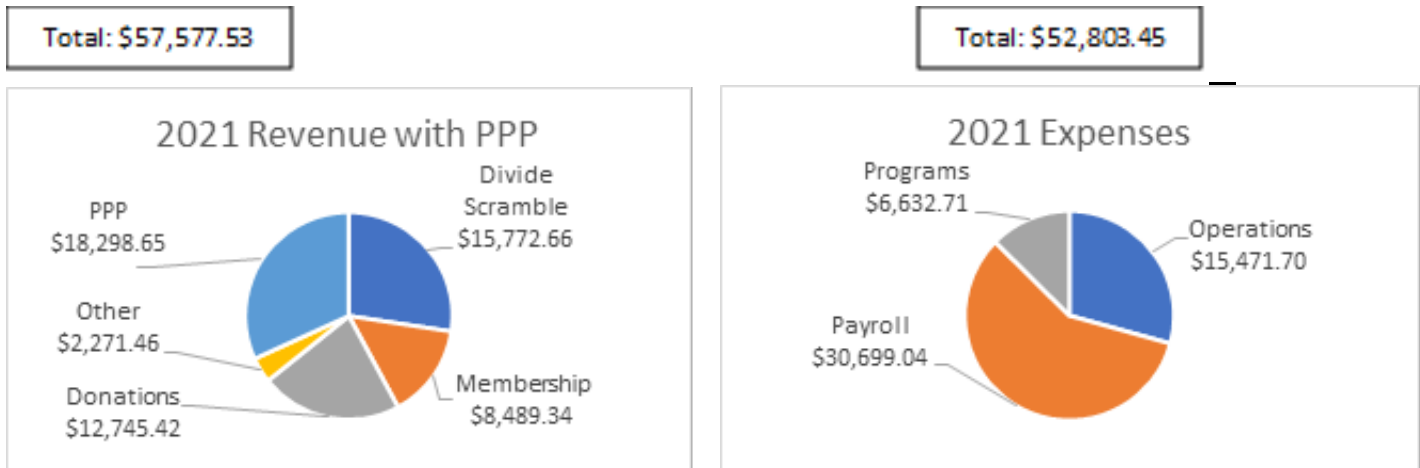 Total: $57,577.53
Total: $52,803.45
2021 Revenue with PPP
Divide
Scramble
$15,772.66
PPP
$18,298.65
Other
$2,271.46
Membership
$8,489.34
Donations
$12,745.42
2021 Expenses
Programs
$6,632.71
Operations
$15,471.70
Payroll
$30,699.04